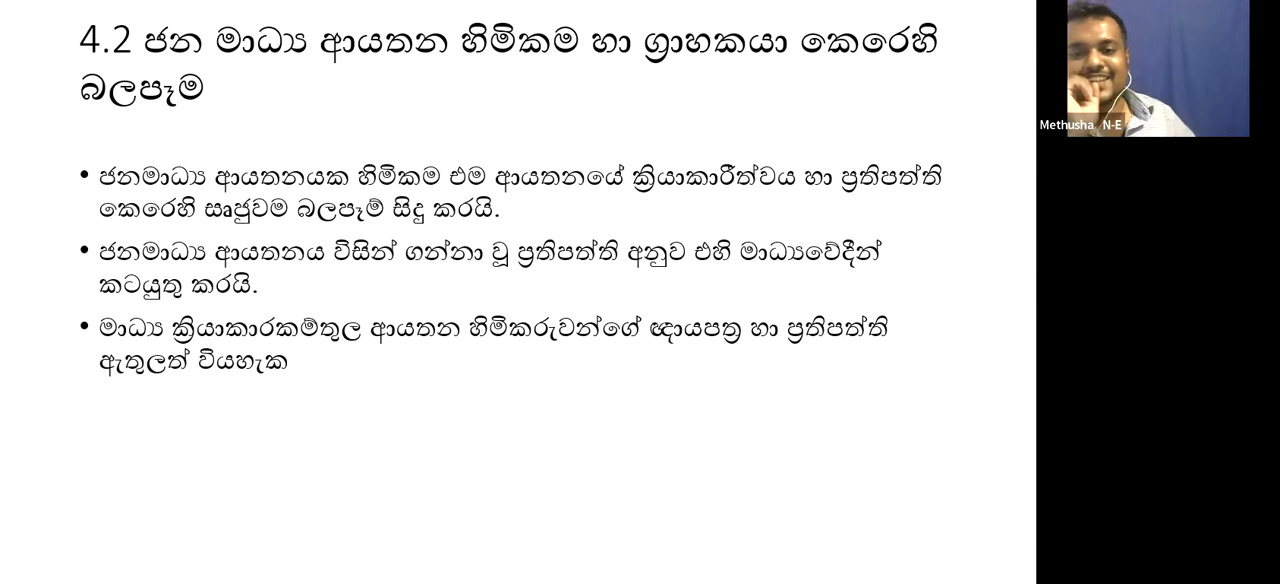 4.2 ජන මාධ්‍ය ආයතන හිමිකම හා ග්‍රාහකයා කෙරෙහි
බලපෑම
• ජනමාධ්‍ය ආයතනයක හිමිකම එම ආයතනයේ ක්‍රියාකාරීත්වය හා ප්‍රතිපත්ති
කෙරෙහි සෘජුවම බලපෑම් සිදු කරයි.
• ජනමාධ්‍ය ආයතනය විසින් ගන්නා වූ ප්‍රතිපත්ති අනුව එහි මාධ්‍යවේදීන්
කටයුතු කරයි.
• මාධ්‍ය ක්‍රියාකාරකම්තුල ආයතන හිමිකරුවන්ගේ ඥායපත්‍ර හා ප්‍රතිපත්ති
ඇතුලත් වියහැක
Methusha N-E